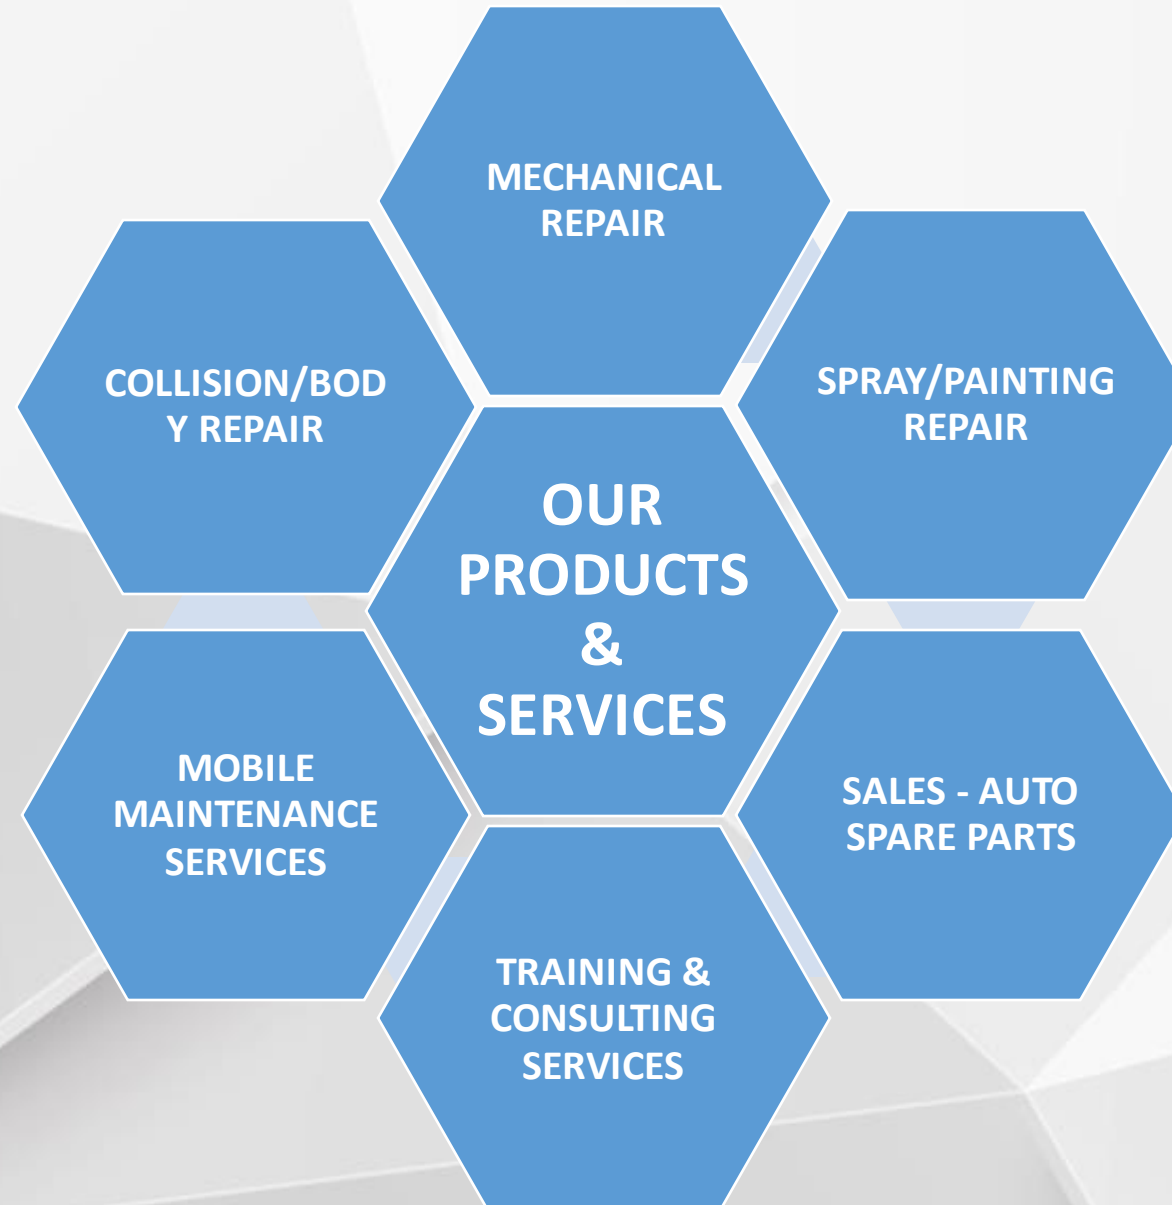 MECHANICAL
REPAIR
COLLISION/BOD
Y REPAIR
SPRAY/PAINTING
REPAIR
OUR
PRODUCTS
&
SERVICES
MOBILE
MAINTENANCE
SERVICES
SALES - AUTO
SPARE PARTS
TRAINING &
CONSULTING
SERVICES